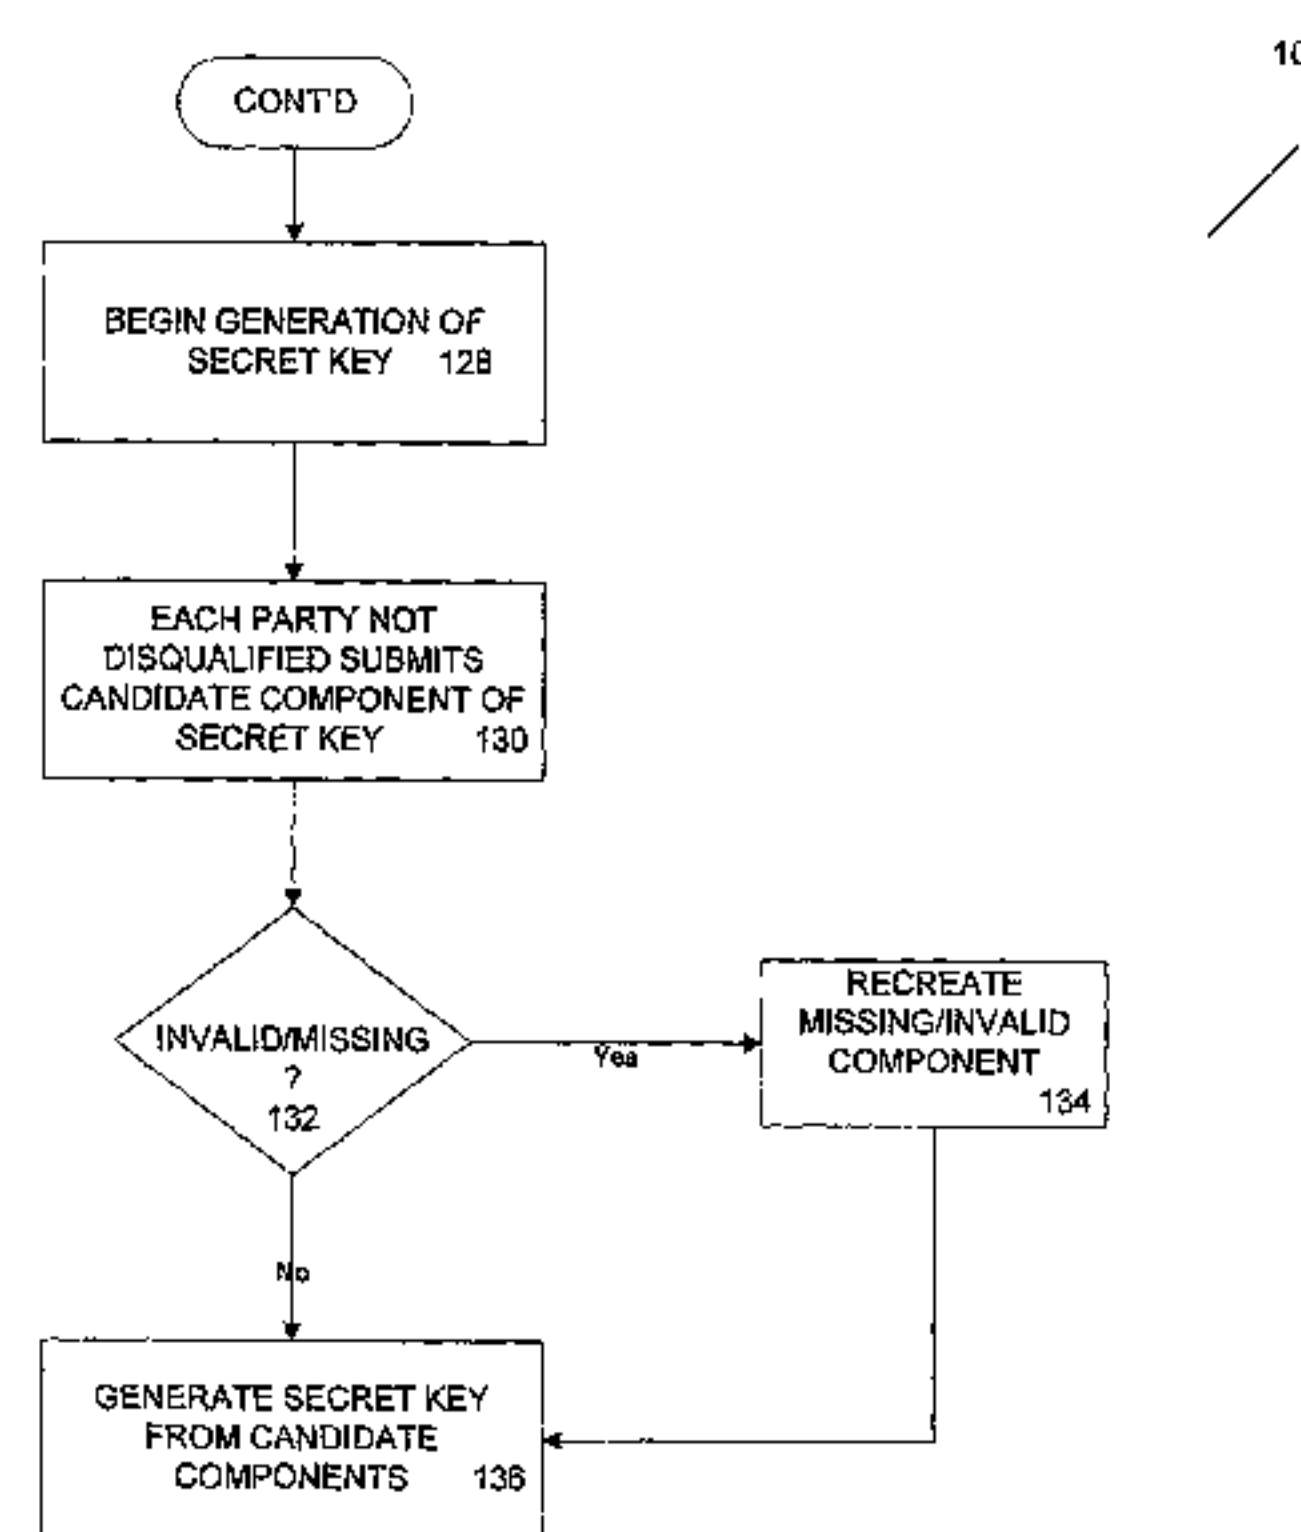 10
CONT'D
BEGIN GENERATION OF
SECRET KEY 128
EACH PARTY NOT
DISQUALIFIED SUBMITS
CANDIDATE COMPONENT OF
SECRET KEY 130
INVALID/MISSING
?
132
Yes
RECREATE
MISSING/INVALID
COMPONENT
134
No
GENERATE SECRET KEY
FROM CANDIDATE
COMPONENTS 136